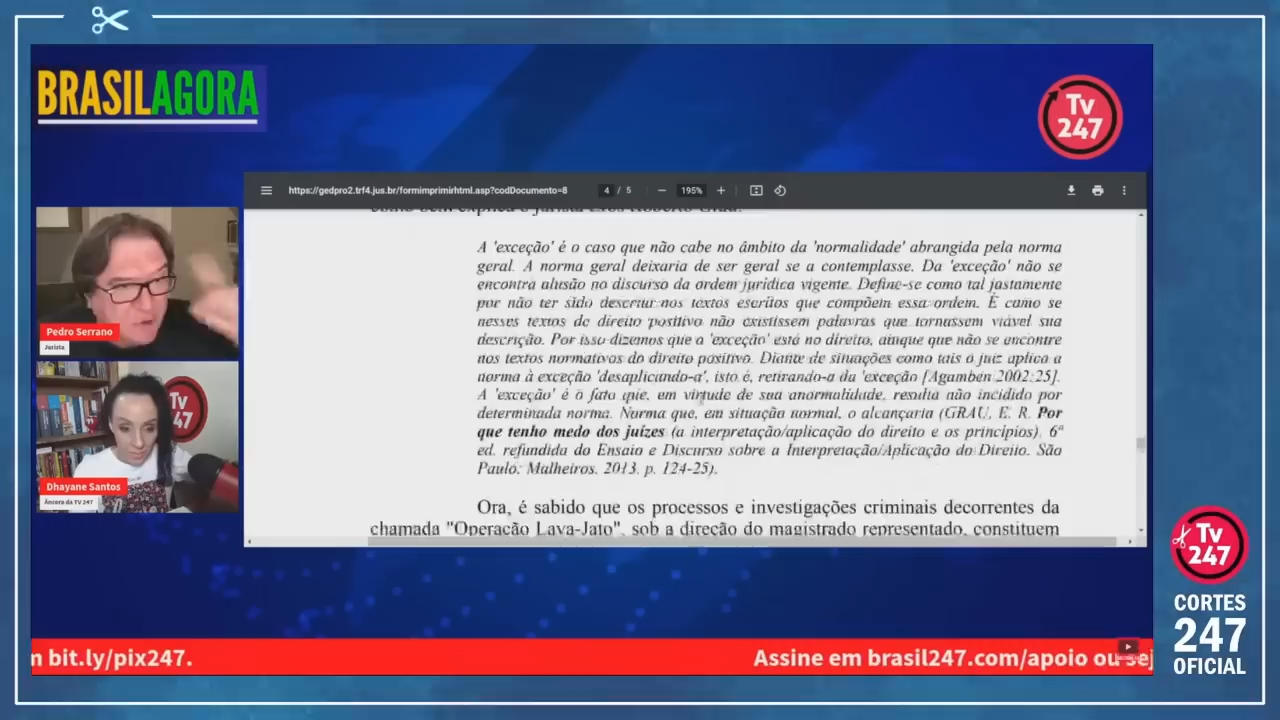 BRASILAGORA
Tv
247
https://gedpro2.trf4.jus.br/formimprimirhtml.asp?codDocumento=8
4 / 5
195%
como bem explica o jurista Eros Roberto Grau:
A 'exceção' é o caso que não cabe no âmbito da 'normalidade' abrangida pela norma
geral. A norma geral deixaria de ser geral se a contemplasse. Da 'exceção' não se
encontra alusão no discurso da ordem jurídica vigente. Define-se como tal justamente
por não ter sido descrita nos textos escritos que compõem essa ordem. É como se
nesses textos de direito positivo não existissem palavras que tornassem viável sua
descrição. Por isso dizemos que a 'exceção' está no direito, ainda que não se encontre
nos textos normativos do direito positivo. Diante de situações como tais o juiz aplica a
norma à exceção 'desaplicando-a', isto é, retirando-a da 'exceção [Agamben 2002:25].
A 'exceção' é o fato que, em virtude de sua anormalidade, resulta não incidido por
determinada norma. Norma que, em situação normal, o alcançaria (GRAU, E. R. Por
que tenho medo dos juízes (a interpretação/aplicação do direito e os princípios). 6ª
ed. refundida do Ensaio e Discurso sobre a Interpretação/Aplicação do Direito. São
Paulo: Malheiros, 2013, p. 124-25).
Ora, é sabido que os processos e investigações criminais decorrentes da
chamada "Operação Lava-Jato", sob a direção do magistrado representado, constituem
Pedro Serrano
Jurista
Tv
247
Dhayane Santos
Âncora da TV 247
Tv
247
CORTES
247
OFICIAL
n bit.ly/pix247.
Assine em brasil247.com/apoio ou sej